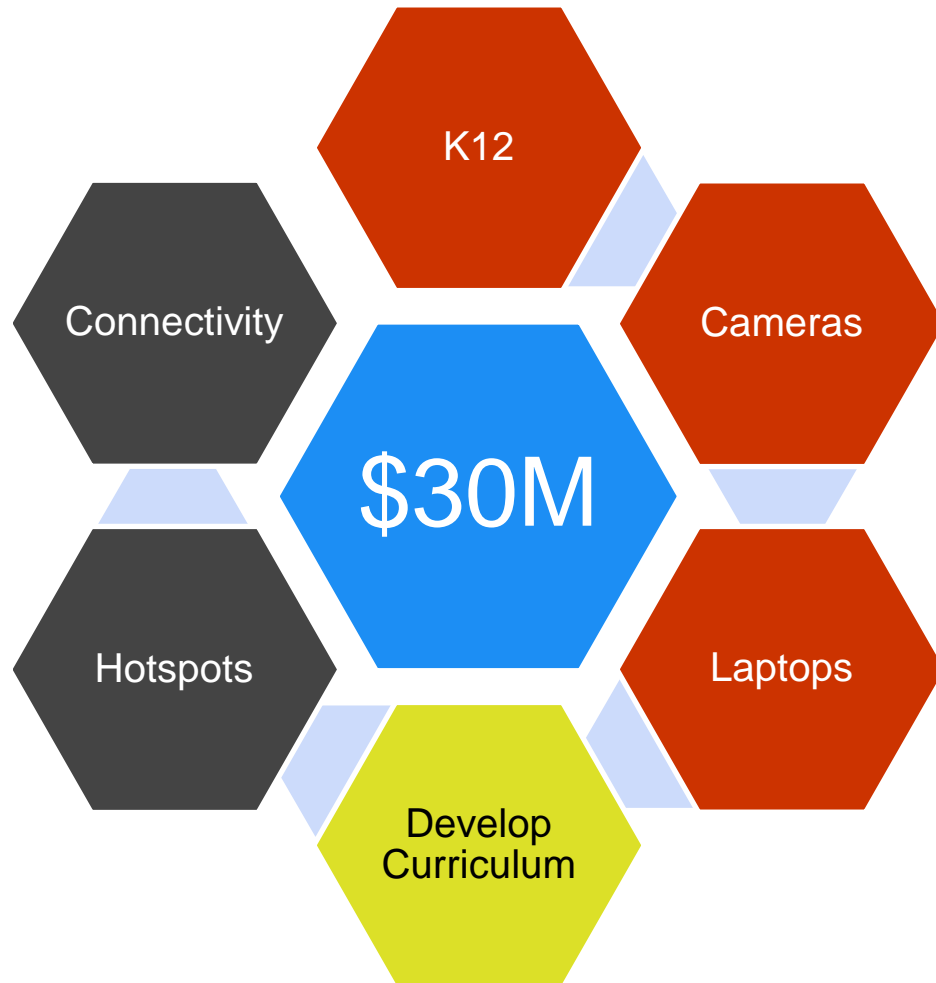 K12
Connectivity
Cameras
$30M
Hotspots
Laptops
Develop
Curriculum